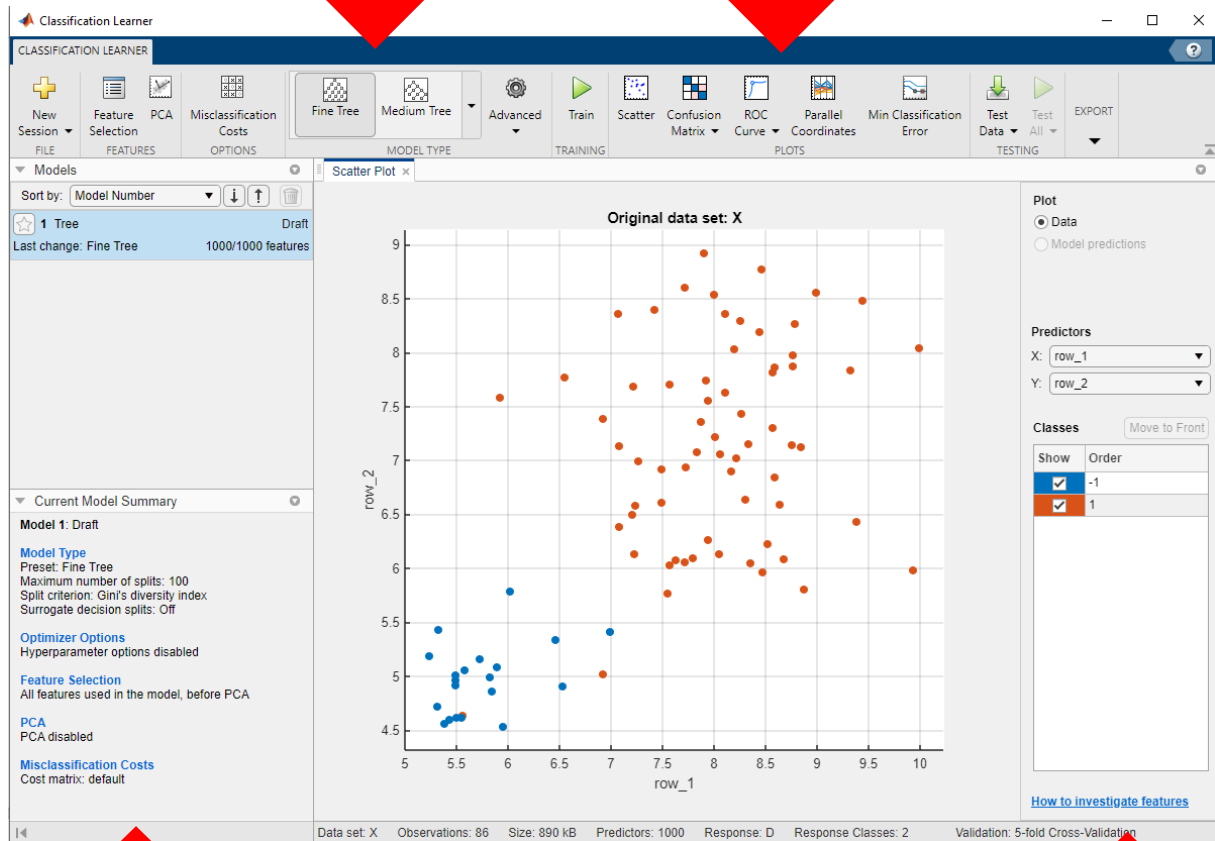 Classification Learner
CLASSIFICATION LEARNER
?
New Session
Feature Selection
PCA
Misclassification Costs
Fine Tree
Medium Tree
Advanced
Train
Scatter
Confusion Matrix
ROC Curve
Parallel Coordinates
Min Classification Error
Test Data
Test All
EXPORT
FILE
FEATURES
OPTIONS
MODEL TYPE
TRAINING
PLOTS
TESTING
Models
Sort by: Model Number
1 Tree Draft
Last change: Fine Tree 1000/1000 features
Current Model Summary
Model 1: Draft
Model Type
Preset: Fine Tree
Maximum number of splits: 100
Split criterion: Gini's diversity index
Surrogate decision splits: Off
Optimizer Options
Hyperparameter options disabled
Feature Selection
All features used in the model, before PCA
PCA
PCA disabled
Misclassification Costs
Cost matrix: default
Scatter Plot ×
Original data set: X
9
8.5
8
7.5
7
6.5
6
5.5
5
4.5
row_2
5 5.5 6 6.5 7 7.5 8 8.5 9 9.5 10
row_1
Plot
Data
Model predictions
Predictors
X: row_1
Y: row_2
Classes Move to Front
Show Order
-1
1
How to investigate features
Data set: X Observations: 86 Size: 890 kB Predictors: 1000 Response: D Response Classes: 2 Validation: 5-fold Cross-Validation